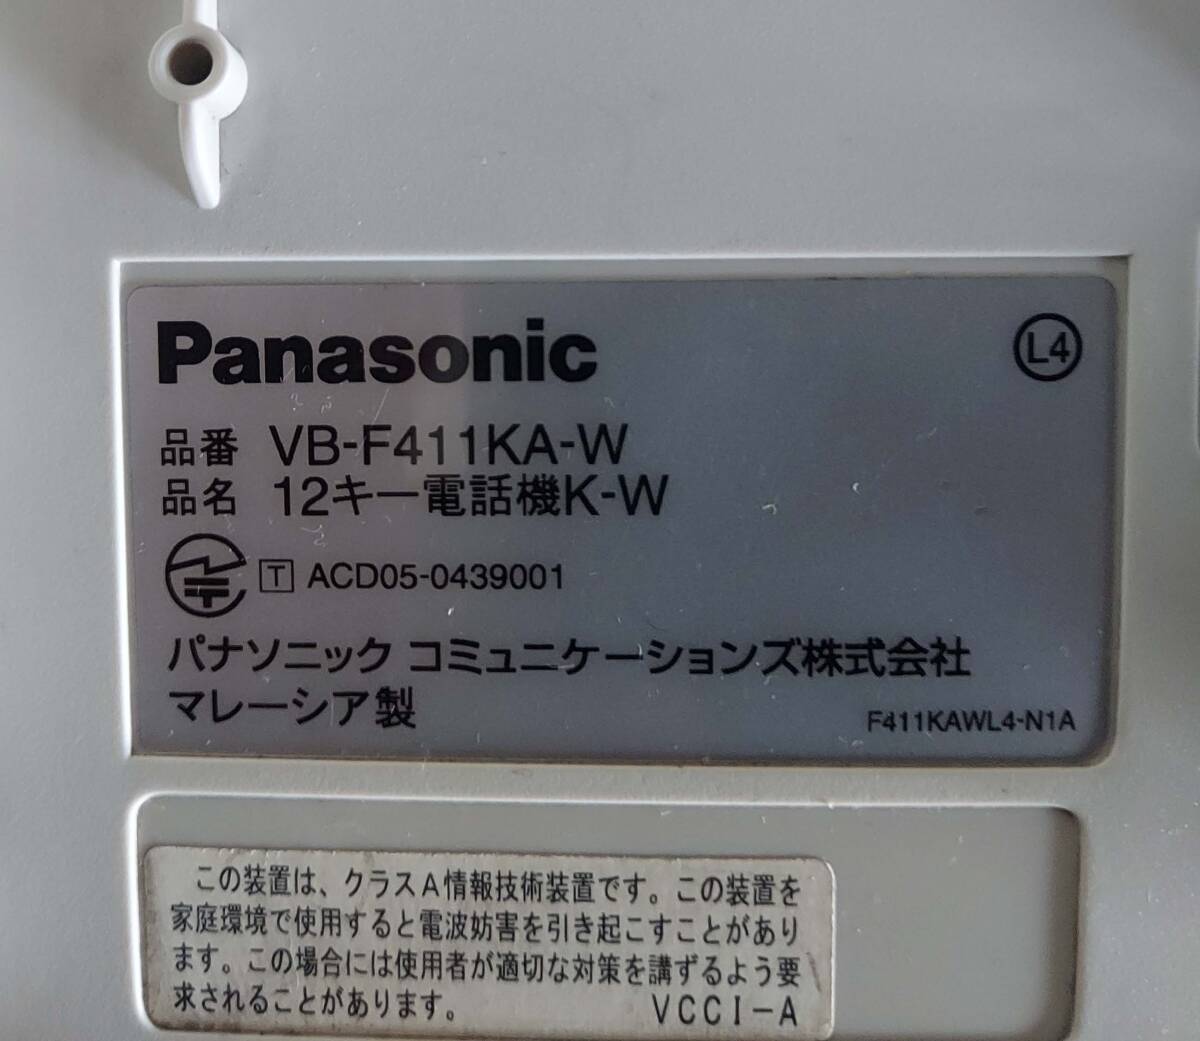 Panasonic
L4
品番 VB-F411KA-W
品名 12キー電話機K-W
T ACD05-0439001
パナソニック コミュニケーションズ株式会社
マレーシア製
F411KAWL4-N1A
この装置は、クラスA情報技術装置です。この装置を
家庭環境で使用すると電波妨害を引き起こすことがあり
ます。この場合には使用者が適切な対策を講ずるよう要
求されることがあります。
VCCI-A